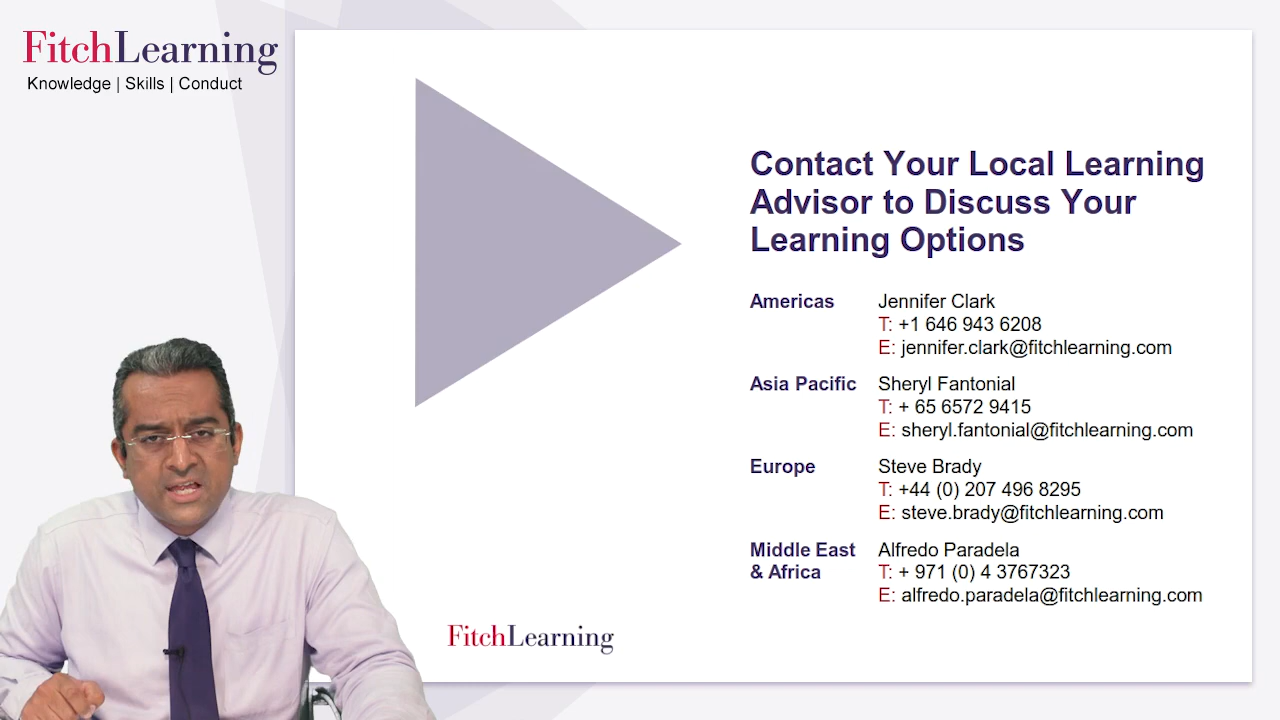 FitchLearning
Knowledge | Skills | Conduct
Contact Your Local Learning
Advisor to Discuss Your
Learning Options
Americas Jennifer Clark
T: +1 646 943 6208
E: jennifer.clark@fitchlearning.com
Asia Pacific Sheryl Fantonial
T: + 65 6572 9415
E: sheryl.fantonial@fitchlearning.com
Europe Steve Brady
T: +44 (0) 207 496 8295
E: steve.brady@fitchlearning.com
Middle East Alfredo Paradela
& Africa T: + 971 (0) 4 3767323
E: alfredo.paradela@fitchlearning.com
FitchLearning